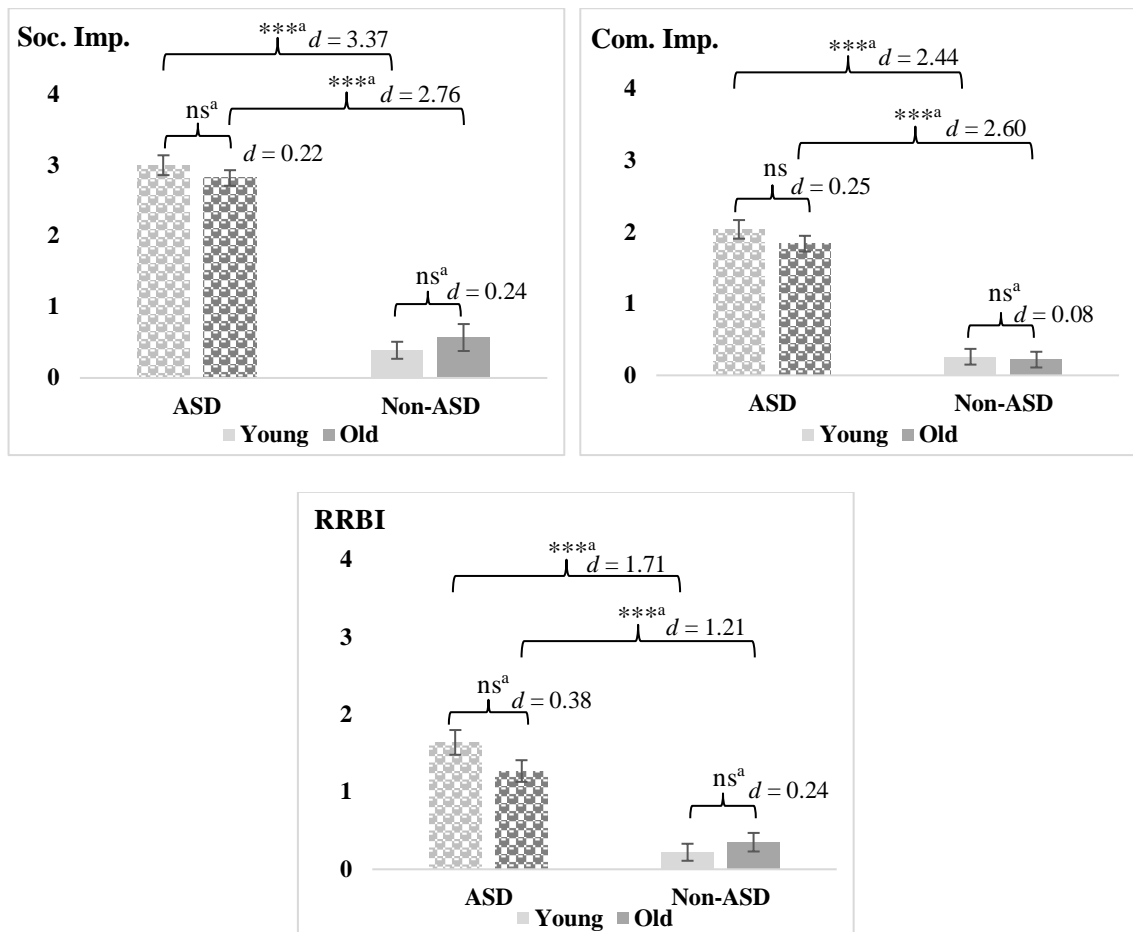 Soc. Imp.
***a d = 3.37
4
***a d = 2.76
nsa
3
d = 0.22
2
nsa d = 0.24
1
0
ASD Non-ASD
Young Old
Com. Imp.
***a d = 2.44
4
***a d = 2.60
3
ns d = 0.25
2
nsa d = 0.08
1
0
ASD Non-ASD
Young Old
RRBI
4
***a d = 1.71
3
***a d = 1.21
nsa d = 0.38
2
nsa d = 0.24
1
0
ASD Non-ASD
Young Old